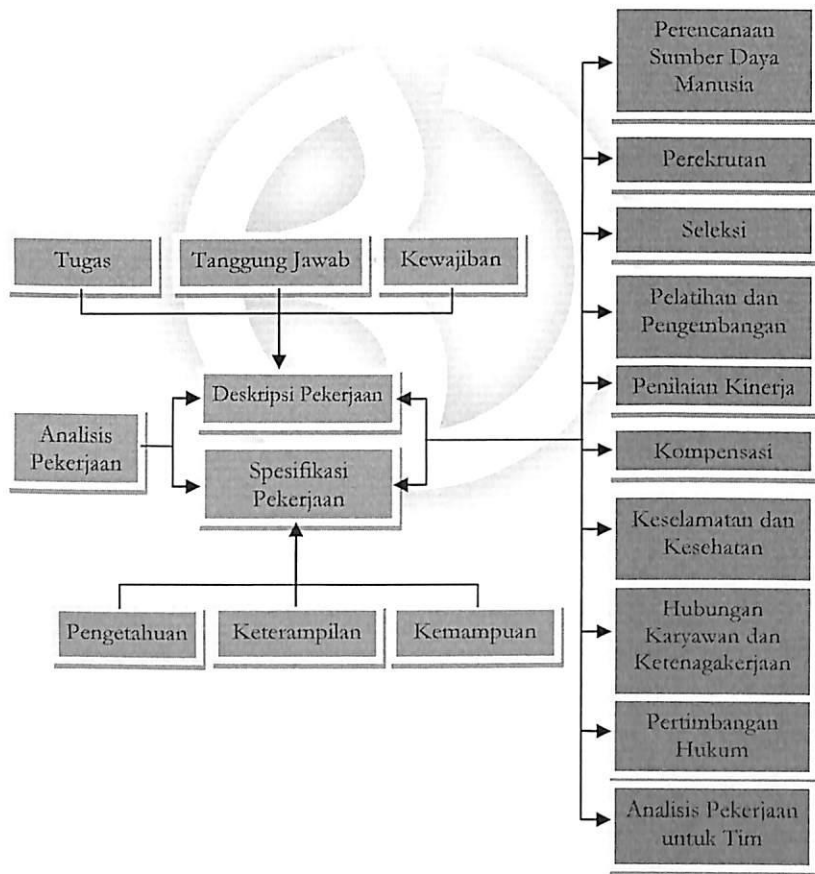 Perencanaan
Sumber Daya
Manusia
Perekrutan
Seleksi
Tugas
Tanggung Jawab
Kewajiban
Pelatihan dan
Pengembangan
Deskripsi Pekerjaan
Penilaian Kinerja
Analisis
Pekerjaan
Kompensasi
Spesifikasi
Pekerjaan
Keselamatan dan
Kesehatan
Pengetahuan
Keterampilan
Kemampuan
Hubungan
Karyawan dan
Ketenagakerjaan
Pertimbangan
Hukum
Analisis Pekerjaan
untuk Tim